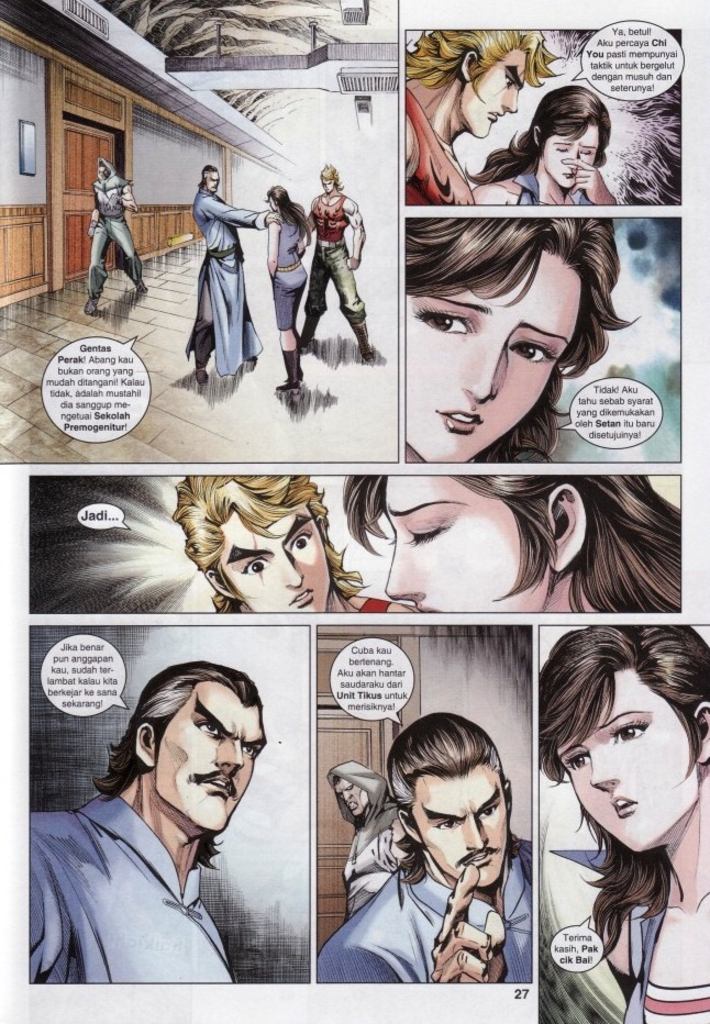 Gentas
Perak! Abang kau
bukan orang yang
mudah ditangani! Kalau
tidak, adalah mustahil
dia sanggup me-
ngetuai Sekolah
Premogenitur!
Ya, betul!
Aku percaya Chi
You pasti mempunyai
taktik untuk bergelut
dengan musuh dan
seterunya!
Tidak! Aku
tahu sebab syarat
yang dikemukakan
oleh Setan itu baru
disetujuinya!
Jadi...
Jika benar
pun anggapan
kau, sudah ter-
lambat kalau kita
berkejar ke sana
sekarang!
Cuba kau
bertenang.
Aku akan hantar
saudaraku dari
Unit Tikus untuk
merisiknya!
Terima
kasih, Pak
cik Bai!
27